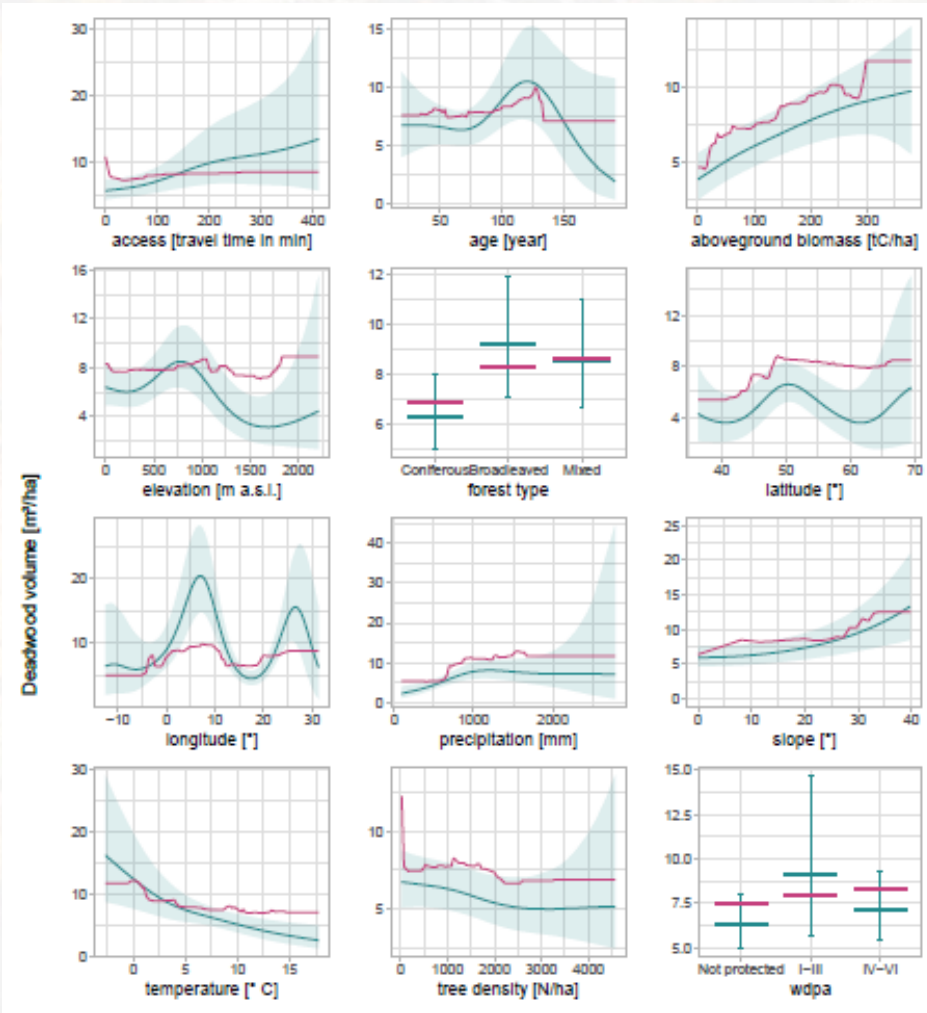 Deadwood volume [m³/ha]
30
20
10
0 100 200 300 400
access [travel time in min]
15
10
5
0
50 100 150
age [year]
10
5
0 100 200 300
aboveground biomass [tC/ha]
16
12
8
4
0 500 1000 1500 2000
elevation [m a.s.l.]
12
10
8
6
Coniferous Broadleaved Mixed
forest type
12
8
4
40 50 60 70
latitude [°]
20
10
−10 0 10 20 30
longitude [°]
40
30
20
10
0
0 1000 2000
precipitation [mm]
25
20
15
10
5
0
0 10 20 30 40
slope [°]
30
20
10
0
0 5 10 15
temperature [° C]
10
5
0 1000 2000 3000 4000
tree density [N/ha]
15.0
12.5
10.0
7.5
5.0
Not protected I−III IV−VI
wdpa